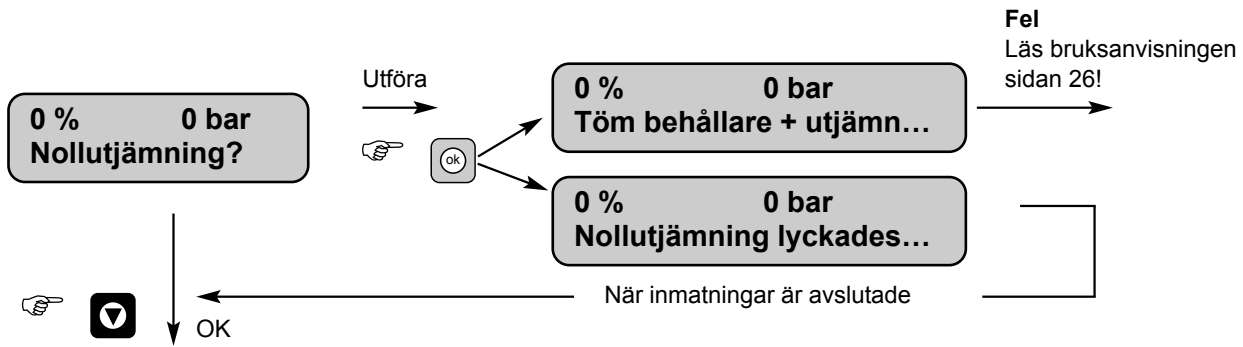 Fel
Läs bruksanvisningen
sidan 26!
Utföra
0 % 0 bar
Nollutjämning?
ok
0 % 0 bar
Töm behållare + utjämn…
0 % 0 bar
Nollutjämning lyckades…
När inmatningar är avslutade
OK